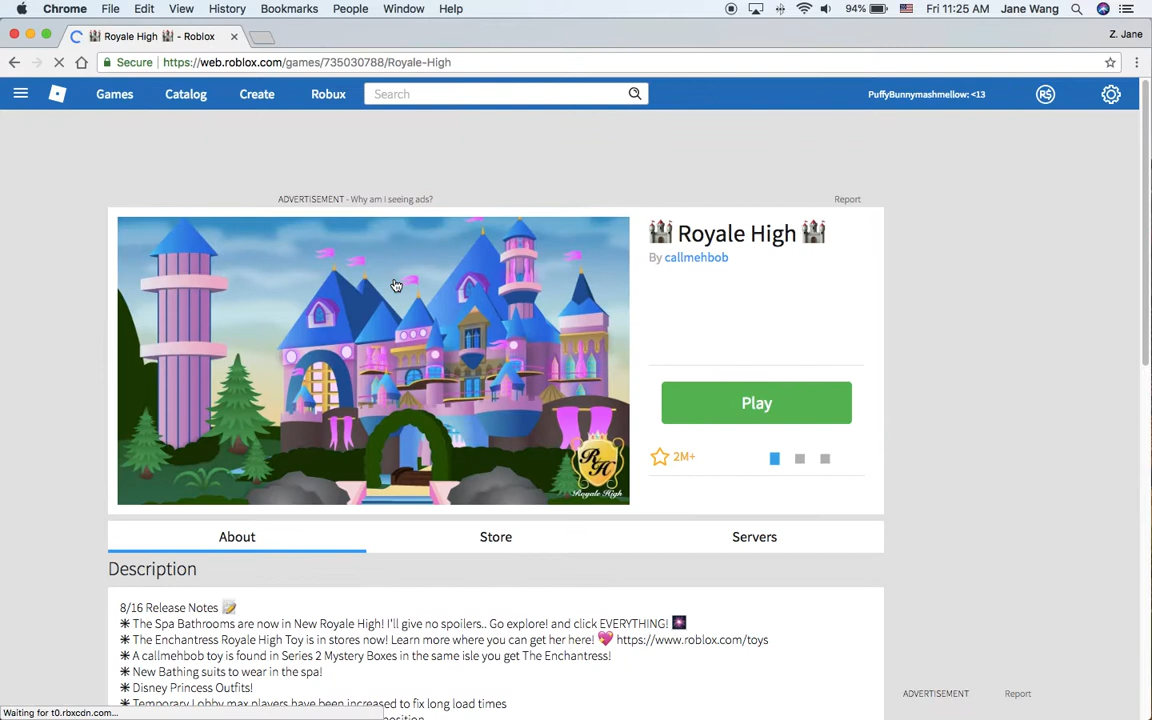 Chrome File Edit View History Bookmarks People Window Help 94% Fri 11:25 AM Jane Wang
Royale High - Roblox Z. Jane
Secure https://web.roblox.com/games/735030788/Royale-High
Games Catalog Create Robux Search PuffyBunnymashmellow: <13 R$
ADVERTISEMENT - Why am I seeing ads? Report
🏰 Royale High 🏰
By callmehbob
Play
2M+
RH
Royale High
About Store Servers
Description
8/16 Release Notes 📝
✳ The Spa Bathrooms are now in New Royale High! I'll give no spoilers.. Go explore! and click EVERYTHING! 🎆
✳ The Enchantress Royale High Toy is in stores now! Learn more where you can get her here! 💖 https://www.roblox.com/toys
✳ A callmehbob toy is found in Series 2 Mystery Boxes in the same isle you get The Enchantress!
✳ New Bathing suits to wear in the spa!
✳ Disney Princess Outfits!
ADVERTISEMENT Report
✳ Temporary Lobby max players have been increased to fix long load times
Waiting for t0.rbxcdn.com...